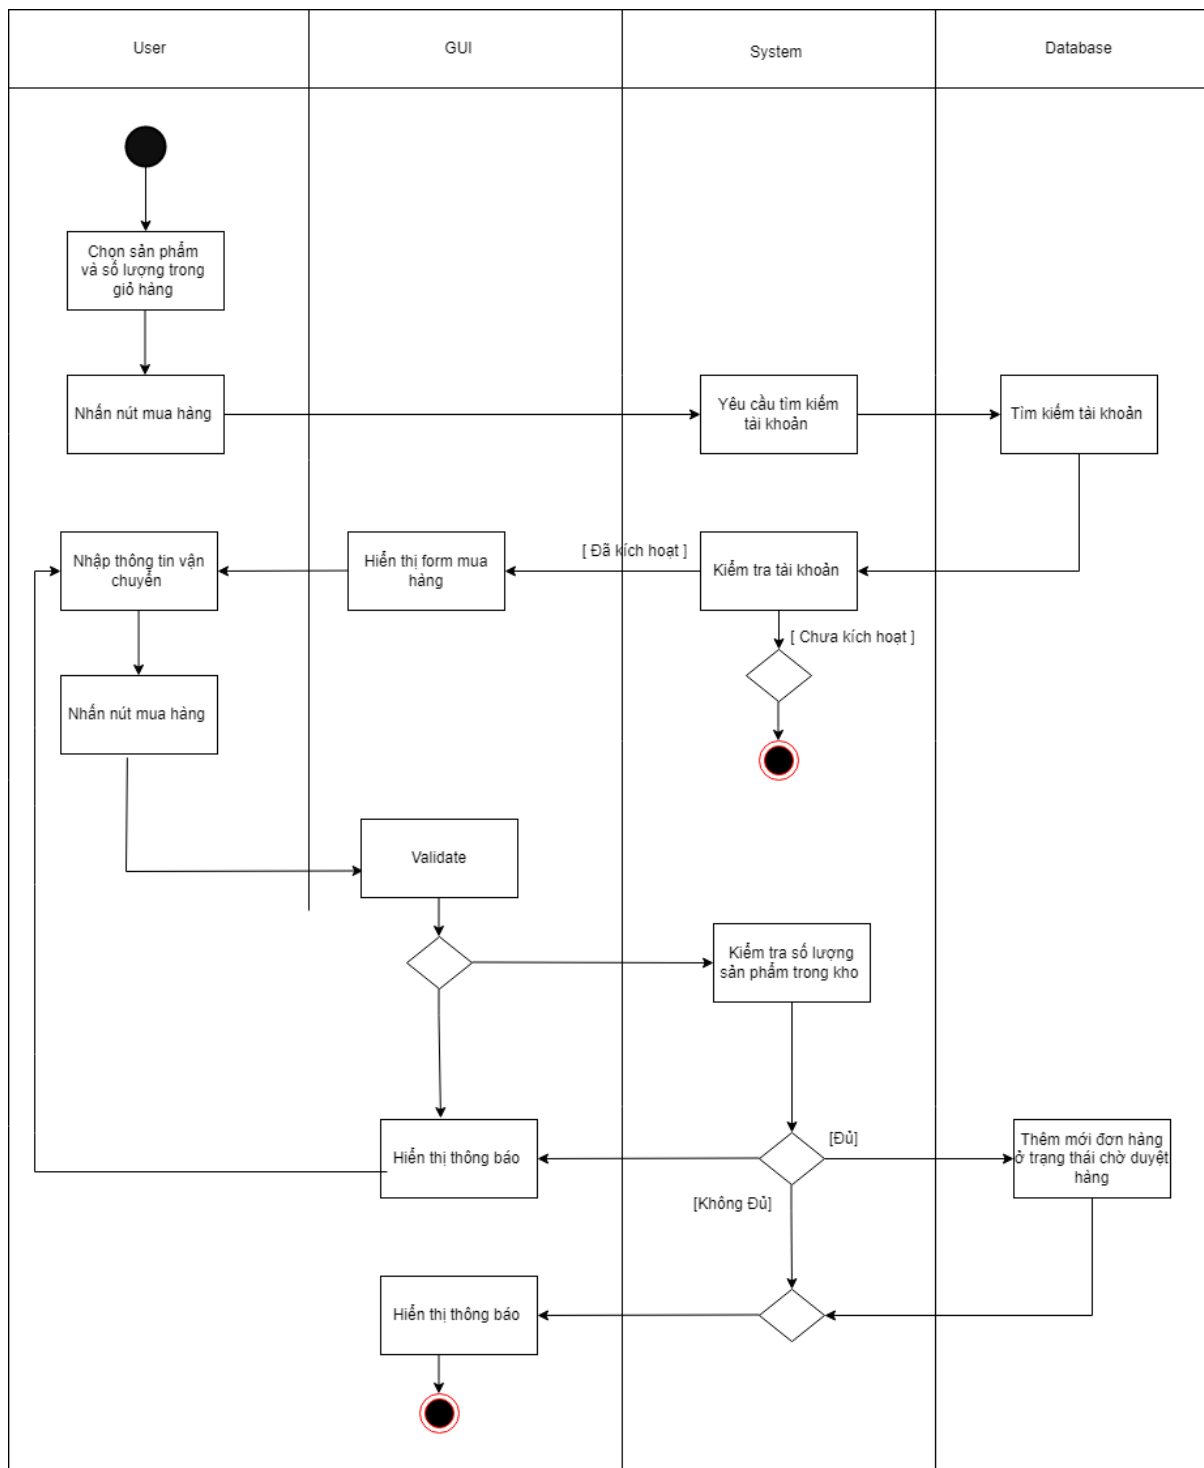 User
GUI
System
Database
Chọn sản phẩm
và số lượng trong
giỏ hàng
Nhấn nút mua hàng
Yêu cầu tìm kiếm
tài khoản
Tìm kiếm tài khoản
Nhập thông tin vận
chuyển
Hiển thị form mua
hàng
[ Đã kích hoạt ]
Kiểm tra tài khoản
[ Chưa kích hoạt ]
Nhấn nút mua hàng
Validate
Kiểm tra số lượng
sản phẩm trong kho
Hiển thị thông báo
[Đủ]
Thêm mới đơn hàng
ở trạng thái chờ duyệt
hàng
[Không Đủ]
Hiển thị thông báo